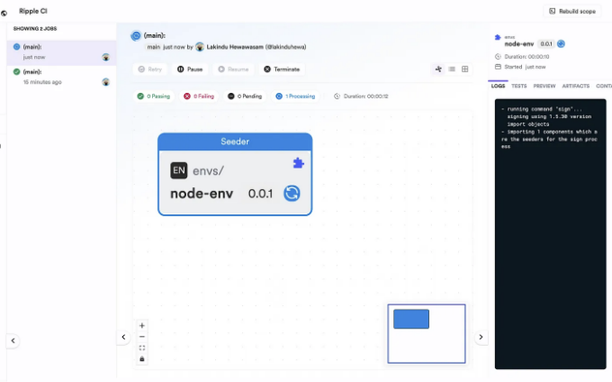 Ripple CI
Rebuild scope
SHOWING 2 JOBS
(main):
just now
(main):
15 minutes ago
(main):
main just now by Lakindu Hewawasam (@lakinduhewa)
Retry
Pause
Resume
Terminate
0 Passing
0 Failing
0 Pending
1 Processing
Duration: 00:00:12
Seeder
EN envs/
node-env 0.0.1
envs
node-env 0.0.1
Duration: 00:00:10
Started just now
LOGS TESTS PREVIEW ARTIFACTS CONT
- running command "sign"...
signing using 1.5.30 version
import objects
- importing 1 components which a
re the seeders for the sign proc
ess